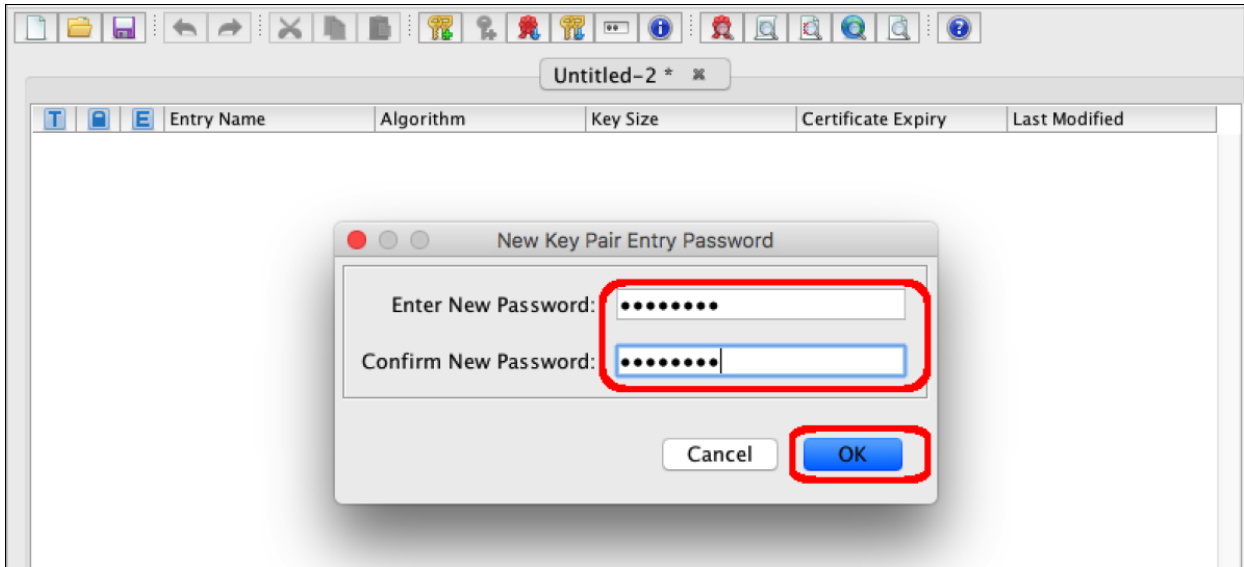 Untitled-2 *
T E Entry Name Algorithm Key Size Certificate Expiry Last Modified
New Key Pair Entry Password
Enter New Password: ••••••••
Confirm New Password: ••••••••
Cancel OK